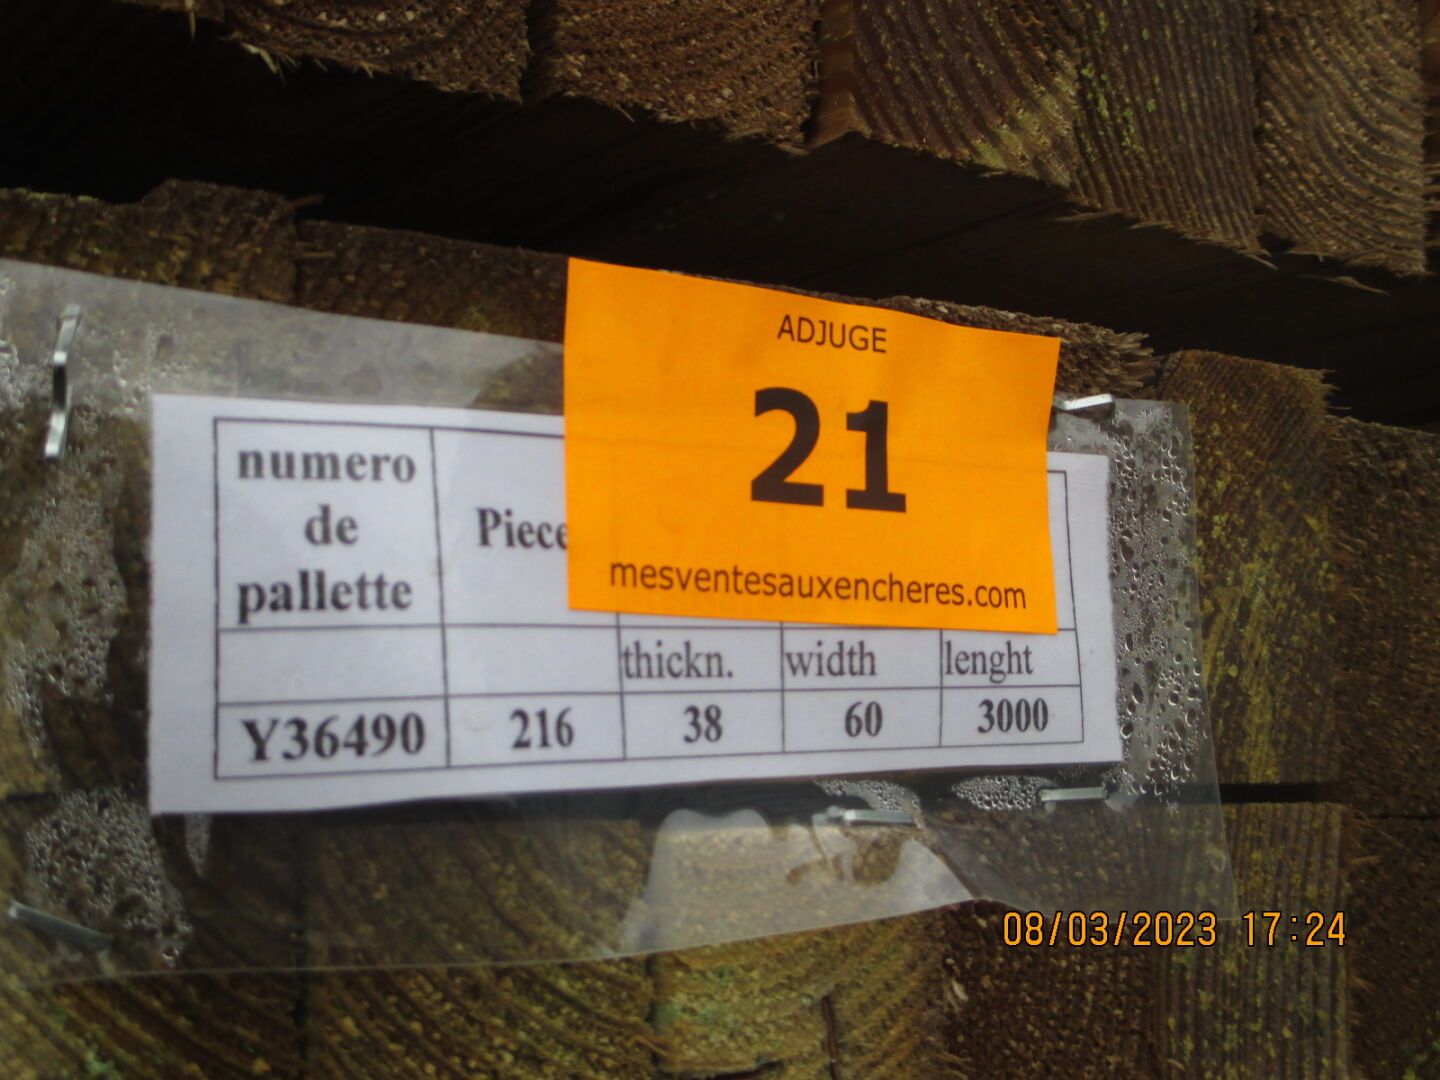 ADJUGE
21
mesventesauxencheres.com
numero
de
pallette
Piece
thickn. width lenght
Y36490 216 38 60 3000
08/03/2023 17:24